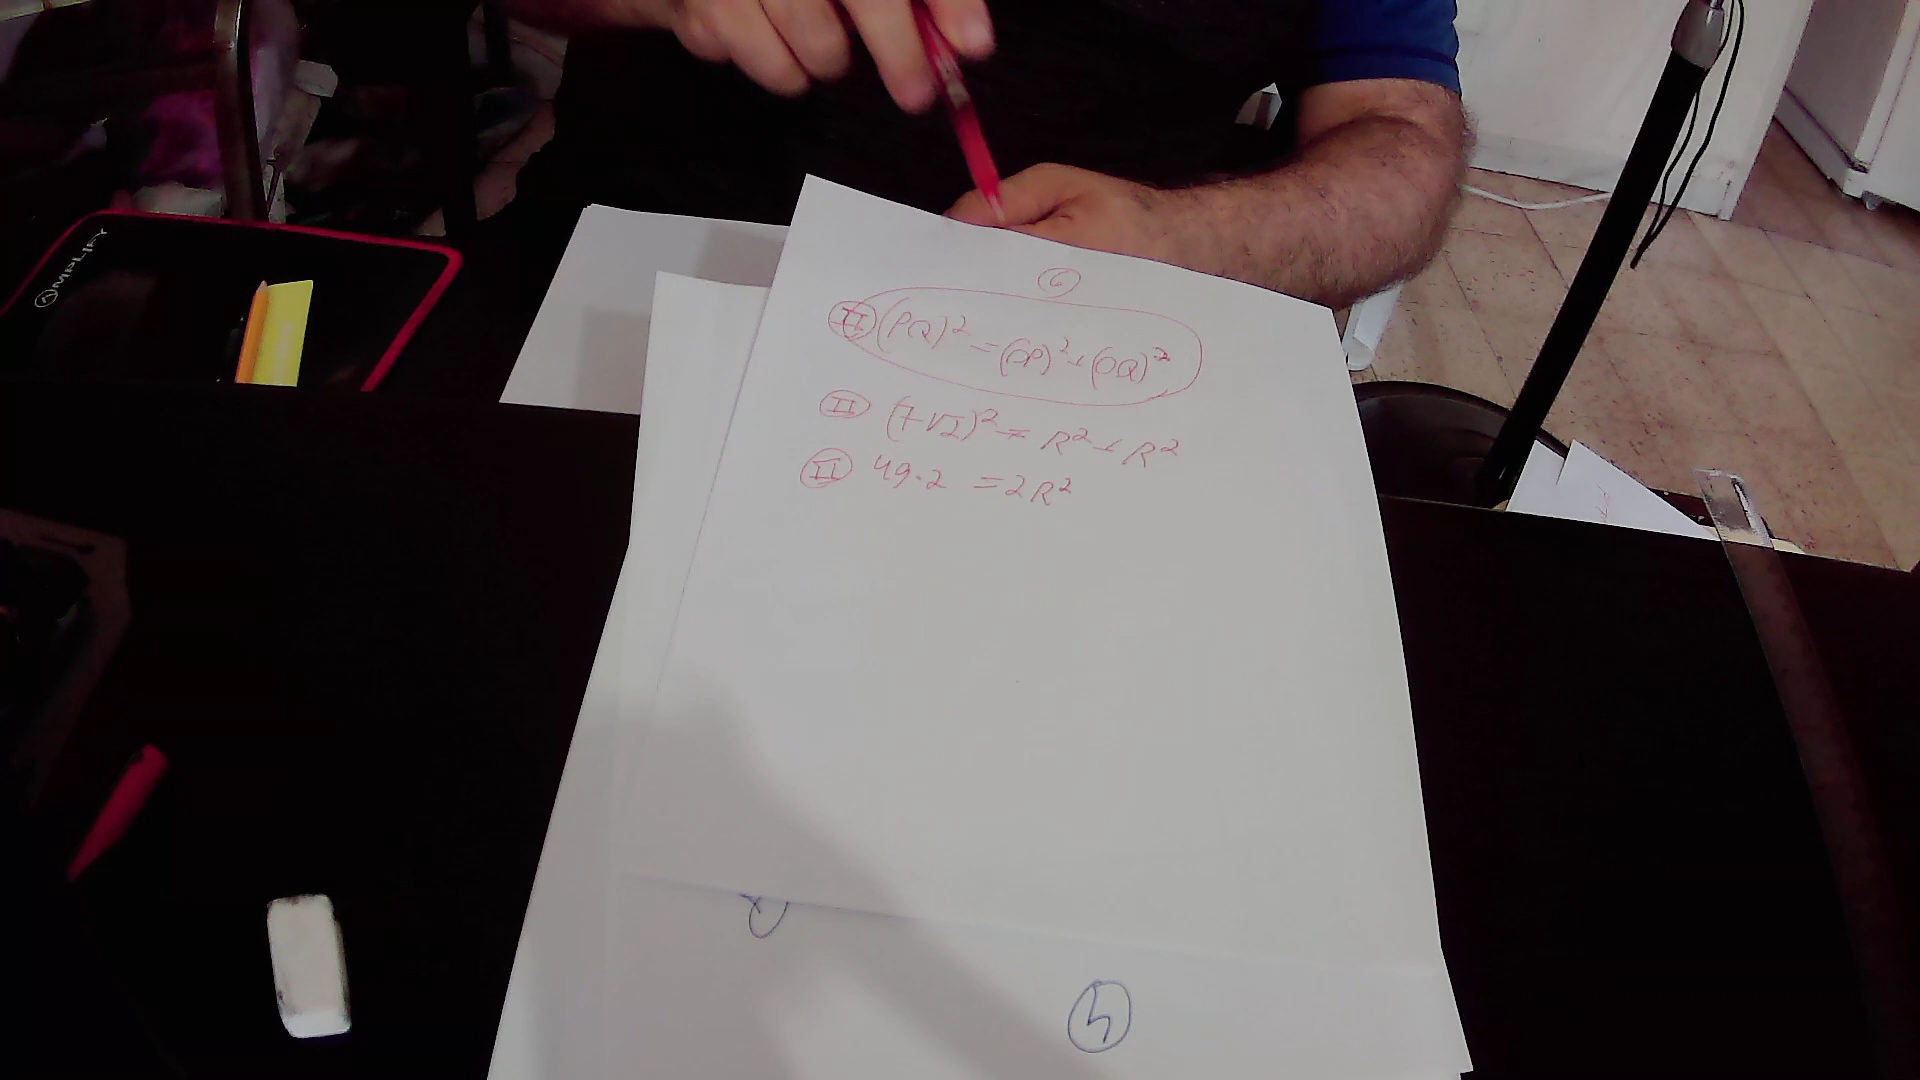 AMPLIFY
6
II (PQ)² = (OP)² + (OQ)²
II (7√2)² = R² + R²
II 49.2 = 2R²
4